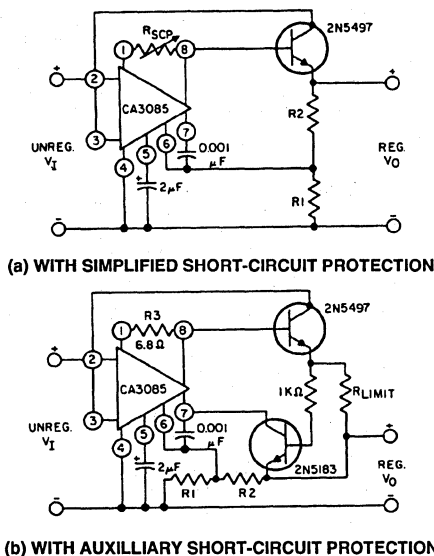 R_SCP
2N5497
1
8
+
2
CA3085
+
R2
3
7
UNREG.
V_I
6
0.001
μF
REG.
V_O
4
5
+
2μF
R1
−
−
(a) WITH SIMPLIFIED SHORT-CIRCUIT PROTECTION
R3
2N5497
1
8
6.8Ω
+
2
CA3085
1KΩ
R_LIMIT
3
7
+
UNREG.
V_I
6
0.001
μF
4
5
2N5183
REG.
V_O
+
2μF
R1
R2
−
−
(b) WITH AUXILLIARY SHORT-CIRCUIT PROTECTION